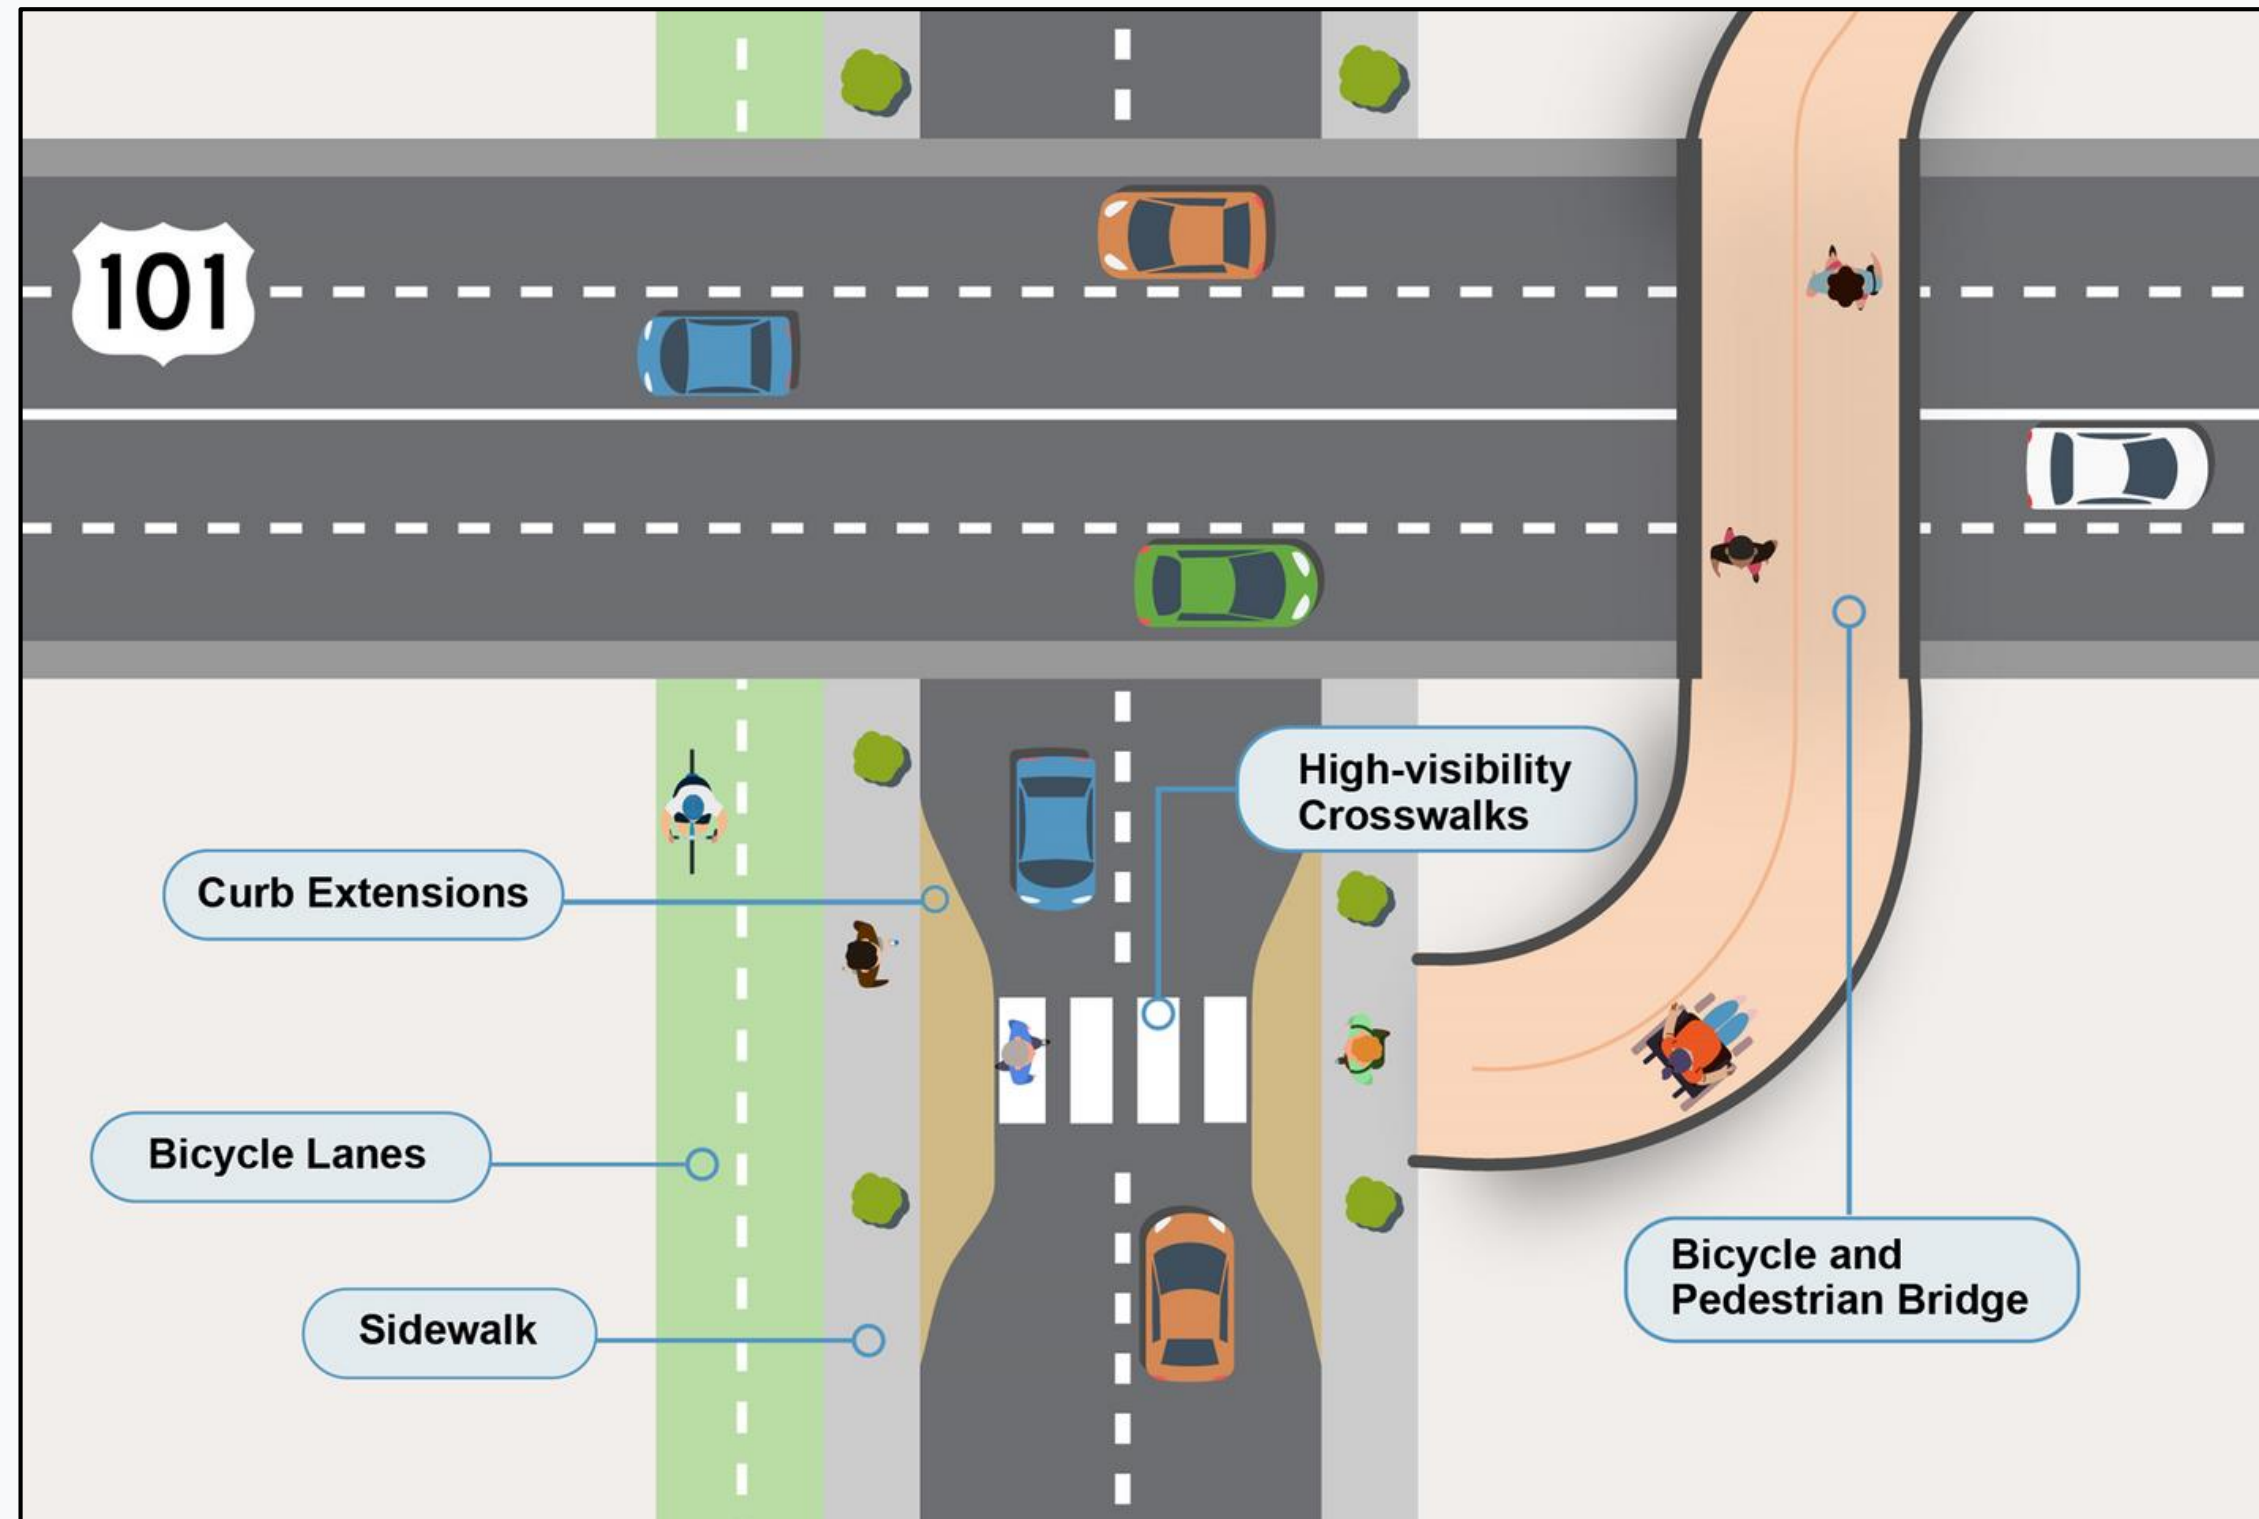 101
High-visibility
Crosswalks
Curb Extensions
Bicycle Lanes
Sidewalk
Bicycle and
Pedestrian Bridge